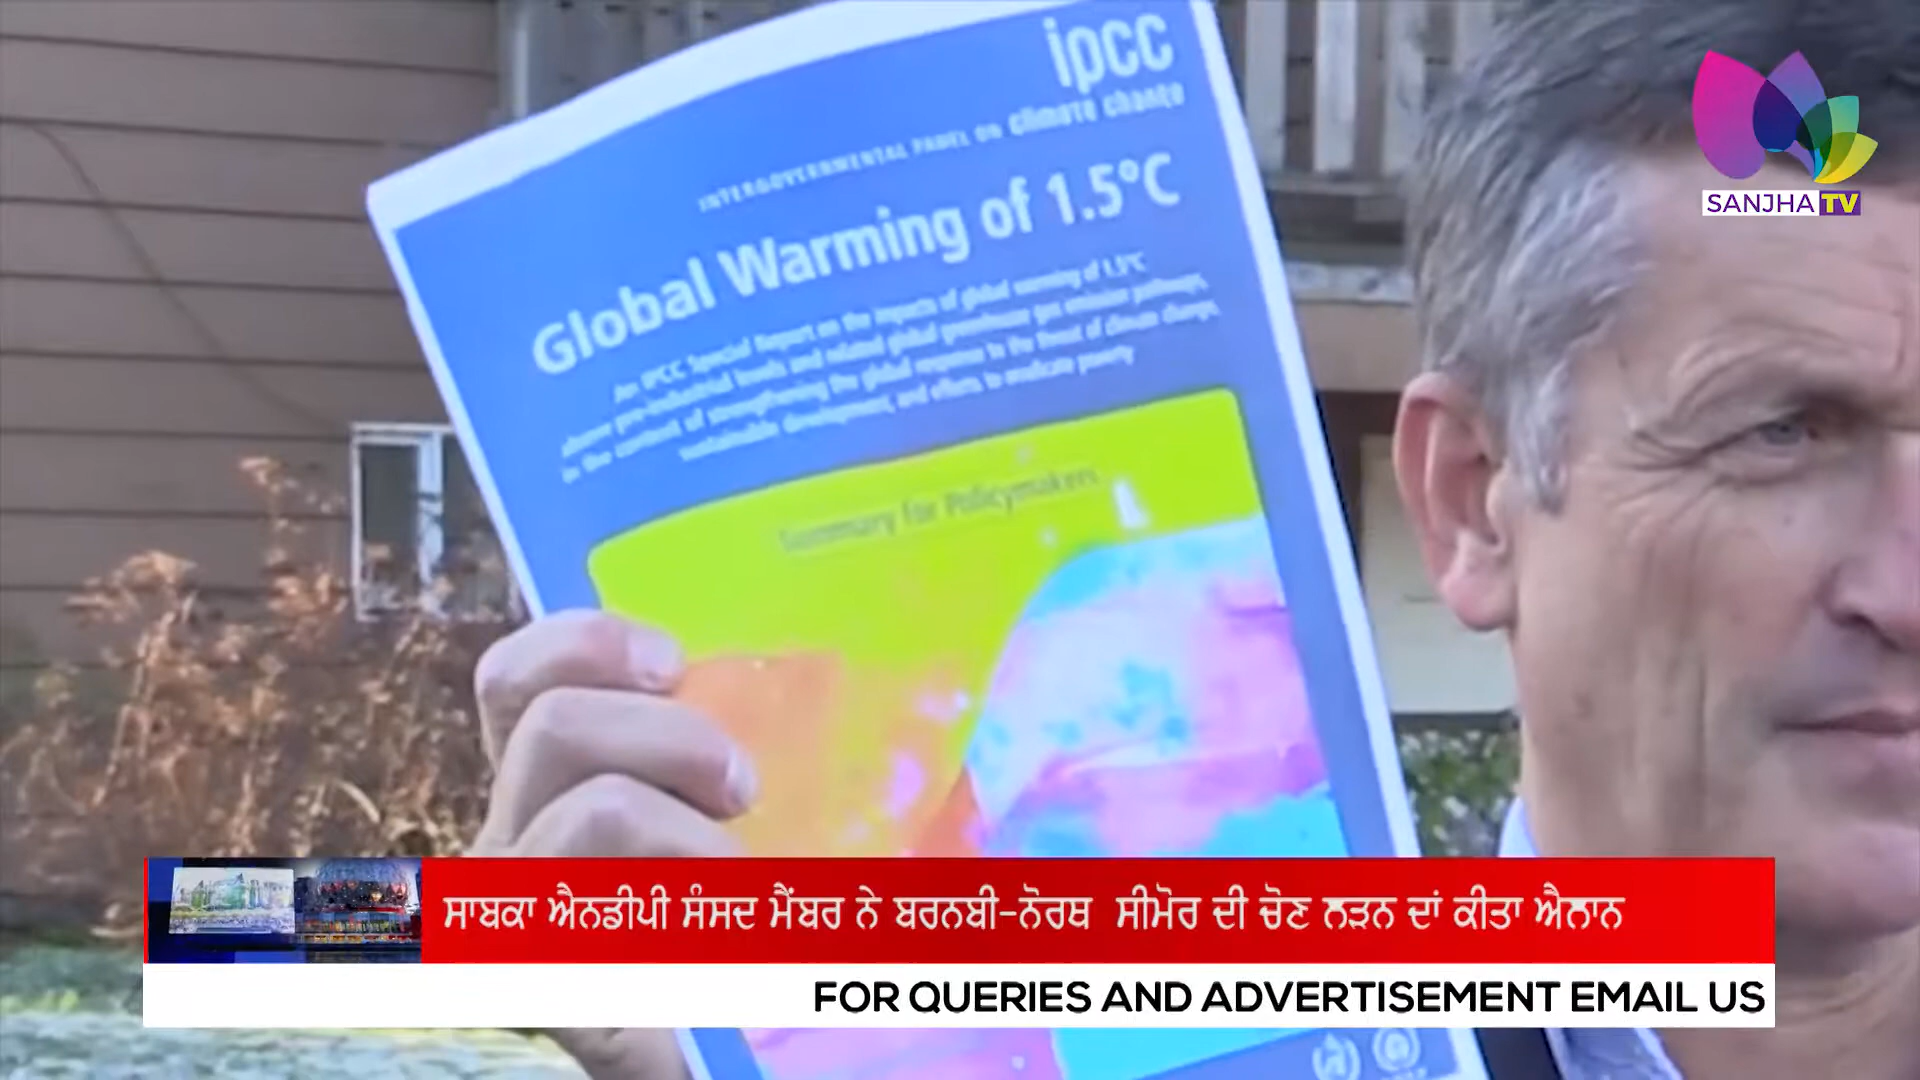 ipcc
INTERGOVERNMENTAL PANEL ON climate change
Global Warming of 1.5°C
An IPCC Special Report on the impacts of global warming of 1.5°C
above pre-industrial levels and related global greenhouse gas emission pathways,
in the context of strengthening the global response to the threat of climate change,
sustainable development, and efforts to eradicate poverty
Summary for Policymakers
SANJHA TV
ਸਾਬਕਾ ਐਨਡੀਪੀ ਸੰਸਦ ਮੈਂਬਰ ਨੇ ਬਰਨਬੀ-ਨੋਰਥ ਸੀਮੋਰ ਦੀ ਚੋਣ ਲੜਨ ਦਾਂ ਕੀਤਾ ਐਲਾਨ
FOR QUERIES AND ADVERTISEMENT EMAIL US